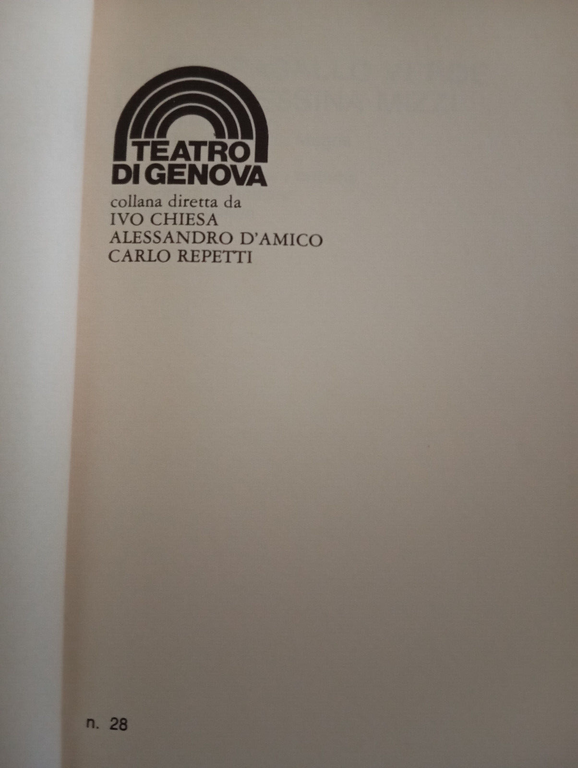 TEATRO
DI GENOVA
collana diretta da
IVO CHIESA
ALESSANDRO D'AMICO
CARLO REPETTI
n. 28